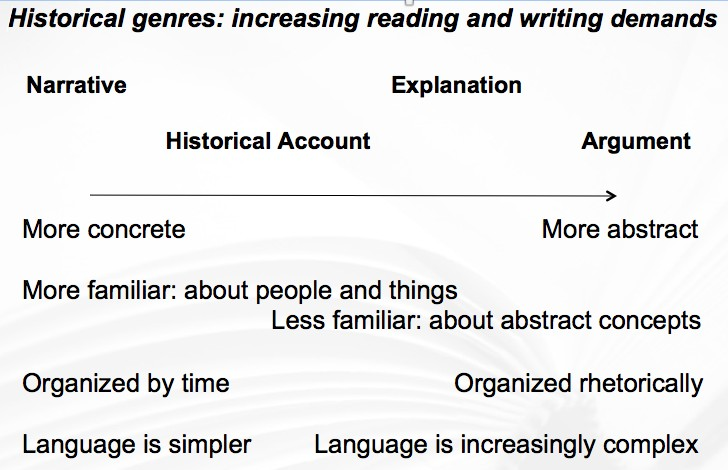 Historical genres: increasing reading and writing demands
Narrative Explanation
Historical Account Argument
More concrete More abstract
More familiar: about people and things
Less familiar: about abstract concepts
Organized by time Organized rhetorically
Language is simpler Language is increasingly complex